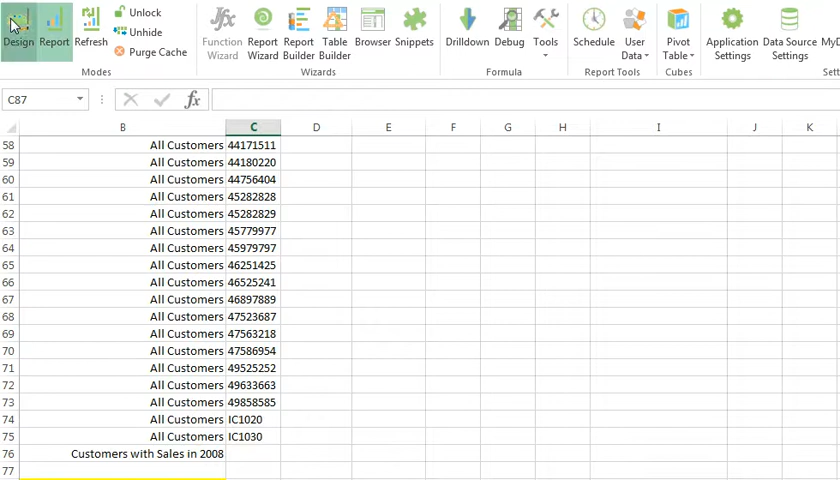 Unlock
Unhide
Purge Cache
Design Report Refresh
Modes
Function Wizard Report Wizard Report Builder Table Builder Browser Snippets
Wizards
Drilldown Debug Tools
Formula
Schedule User Data
Report Tools
Pivot Table
Cubes
Application Settings Data Source Settings MyD
Sett
C87 fx
B C D E F G H I J K
58 All Customers 44171511
59 All Customers 44180220
60 All Customers 44756404
61 All Customers 45282828
62 All Customers 45282829
63 All Customers 45779977
64 All Customers 45979797
65 All Customers 46251425
66 All Customers 46525241
67 All Customers 46897889
68 All Customers 47523687
69 All Customers 47563218
70 All Customers 47586954
71 All Customers 49525252
72 All Customers 49633663
73 All Customers 49858585
74 All Customers IC1020
75 All Customers IC1030
76 Customers with Sales in 2008
77